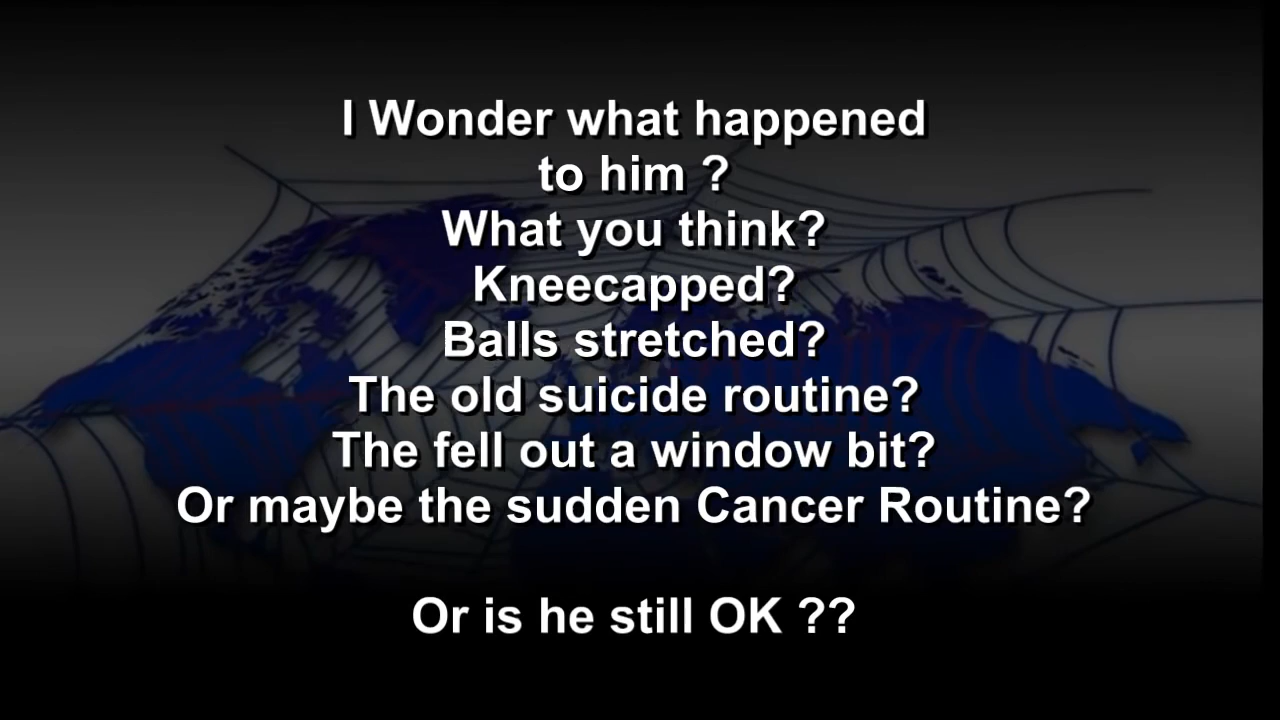 I Wonder what happened
to him ?
What you think?
Kneecapped?
Balls stretched?
The old suicide routine?
The fell out a window bit?
Or maybe the sudden Cancer Routine?
Or is he still OK ??